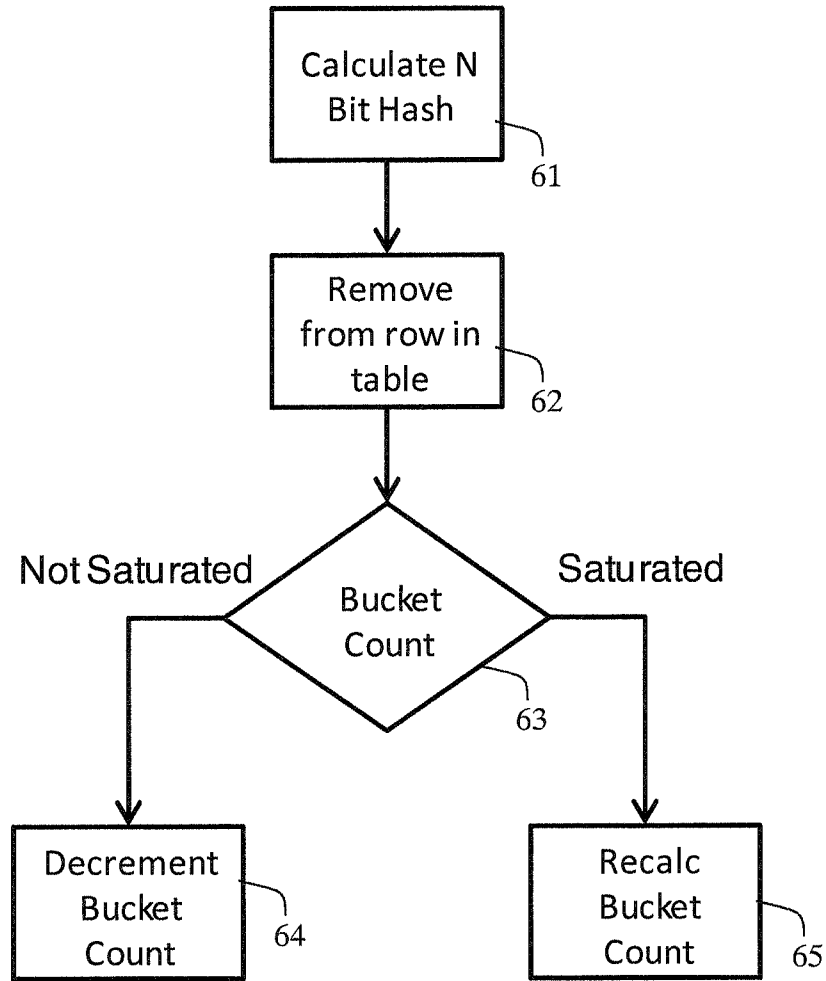 Calculate N
Bit Hash
61
Remove
from row in
table
62
Not Saturated
Saturated
Bucket
Count
63
Decrement
Bucket
Count
64
Recalc
Bucket
Count
65